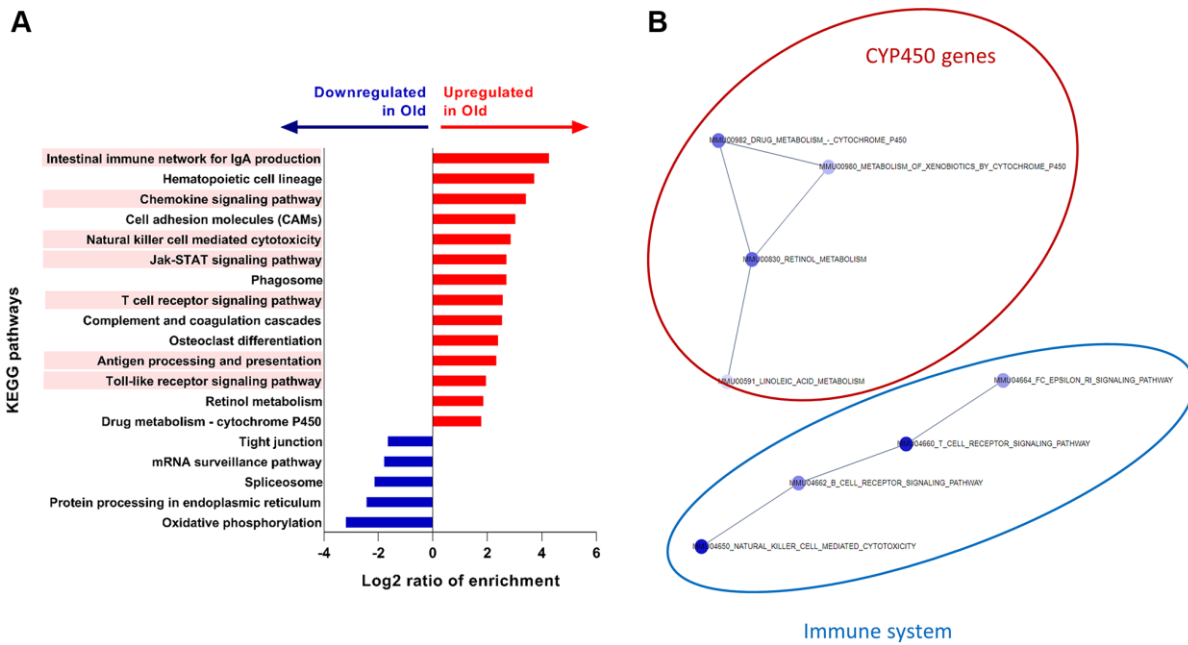 A
Downregulated
in Old
Upregulated
in Old
KEGG pathways
Intestinal immune network for IgA production
Hematopoietic cell lineage
Chemokine signaling pathway
Cell adhesion molecules (CAMs)
Natural killer cell mediated cytotoxicity
Jak-STAT signaling pathway
Phagosome
T cell receptor signaling pathway
Complement and coagulation cascades
Osteoclast differentiation
Antigen processing and presentation
Toll-like receptor signaling pathway
Retinol metabolism
Drug metabolism - cytochrome P450
Tight junction
mRNA surveillance pathway
Spliceosome
Protein processing in endoplasmic reticulum
Oxidative phosphorylation
-4 -2 0 2 4 6
Log2 ratio of enrichment
B
CYP450 genes
MMU00982_DRUG_METABOLISM_-_CYTOCHROME_P450
MMU00980_METABOLISM_OF_XENOBIOTICS_BY_CYTOCHROME_P450
MMU00830_RETINOL_METABOLISM
MMU00591_LINOLEIC_ACID_METABOLISM
MMU04664_FC_EPSILON_RI_SIGNALING_PATHWAY
MMU04660_T_CELL_RECEPTOR_SIGNALING_PATHWAY
MMU04662_B_CELL_RECEPTOR_SIGNALING_PATHWAY
MMU04650_NATURAL_KILLER_CELL_MEDIATED_CYTOTOXICITY
Immune system